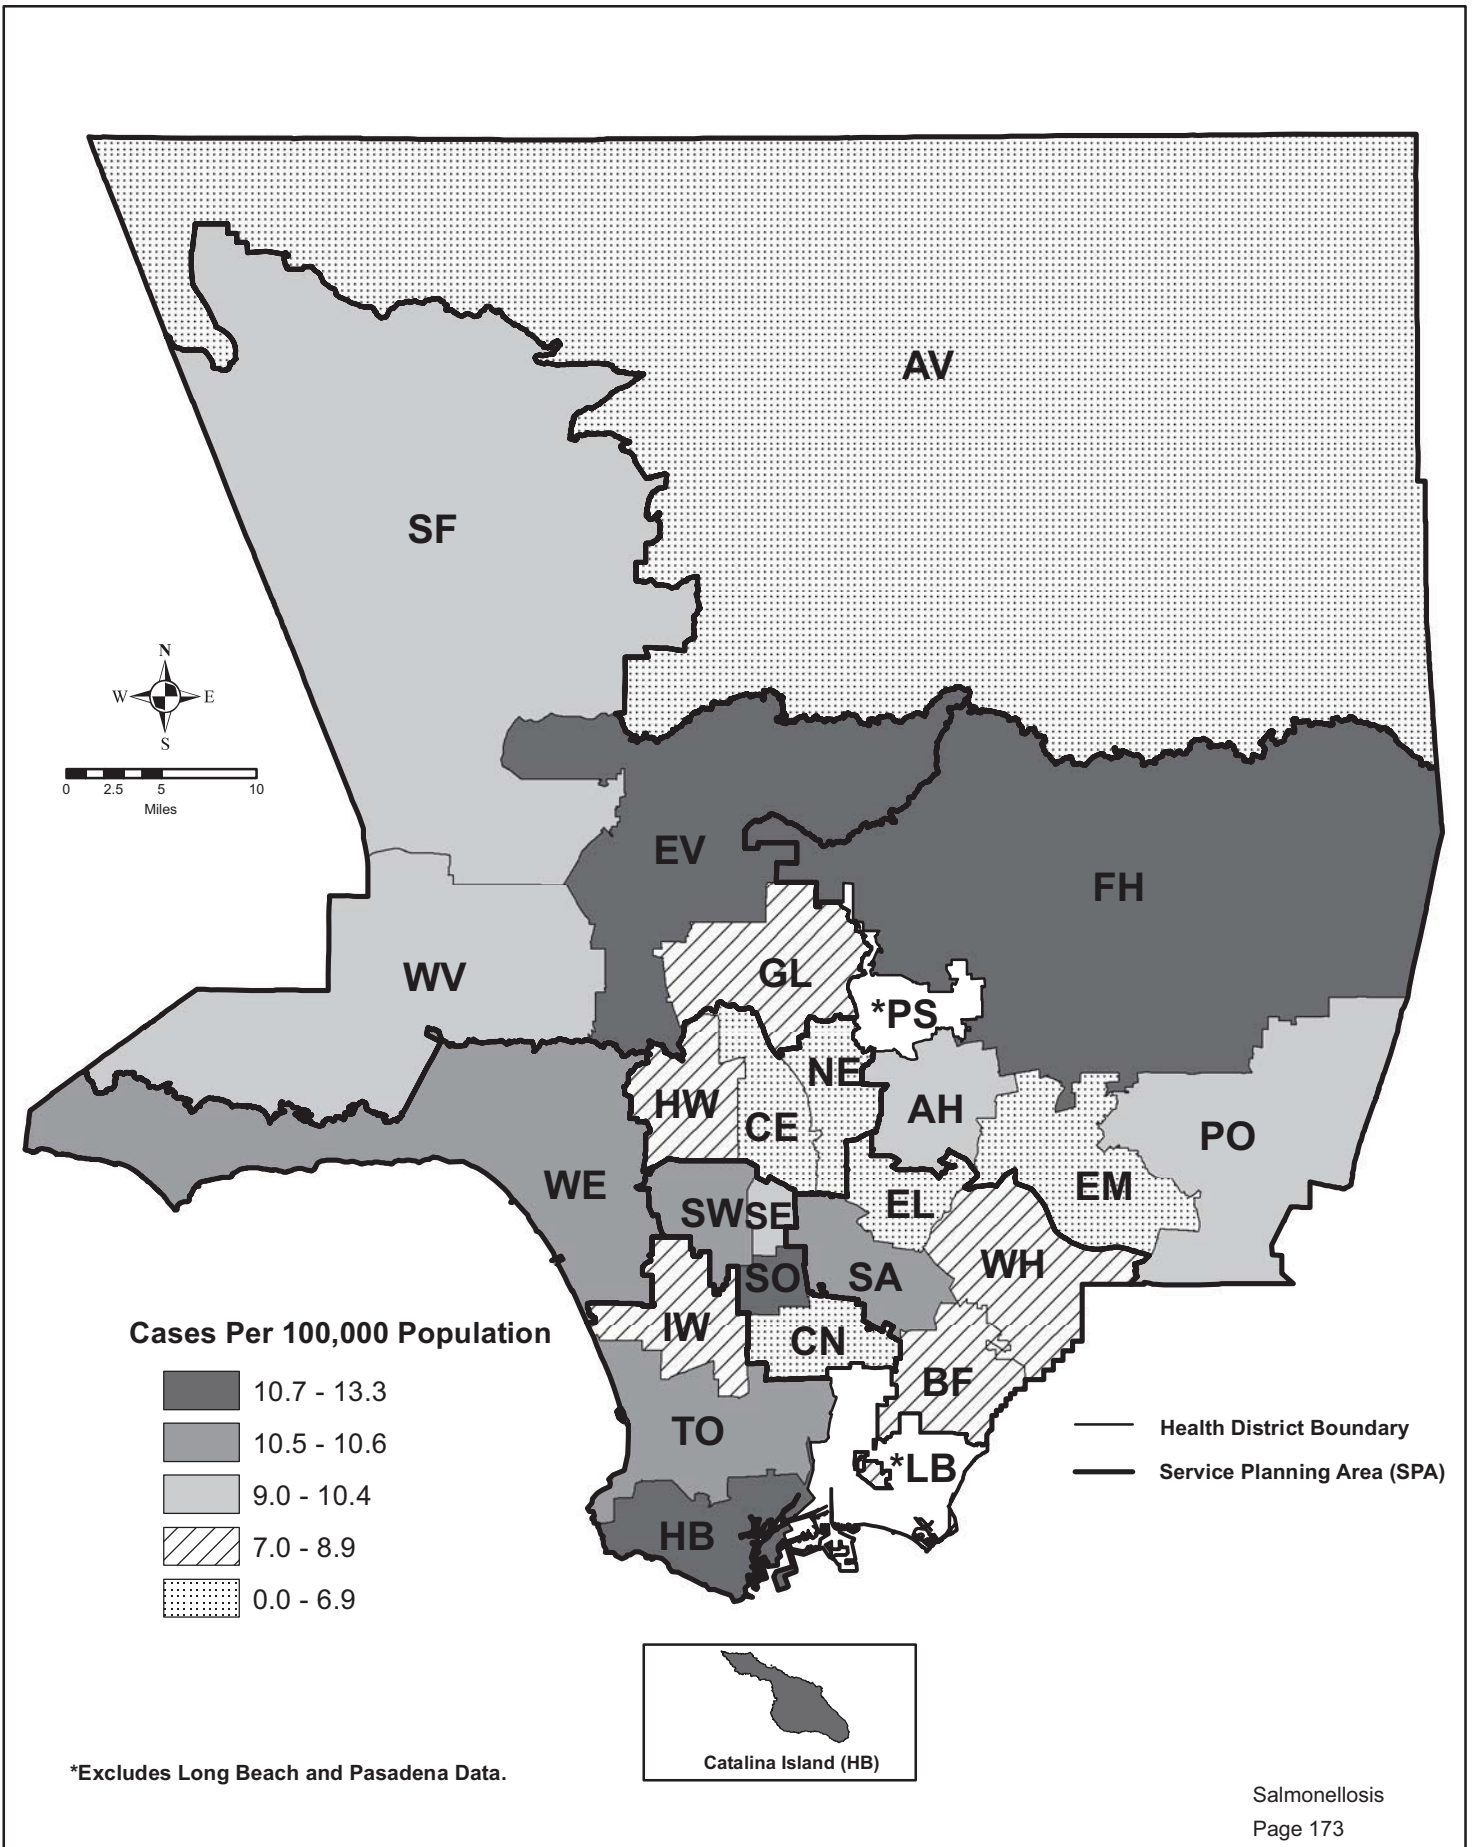 AV
SF
N
W E
S
0 2.5 5 10
Miles
EV
FH
WV
GL
*PS
NE
HW
AH
CE
PO
WE
EM
EL
SW
SE
WH
SO
SA
IW
CN
BF
TO
*LB
HB
Cases Per 100,000 Population
10.7 - 13.3
10.5 - 10.6
9.0 - 10.4
7.0 - 8.9
0.0 - 6.9
Health District Boundary
Service Planning Area (SPA)
Catalina Island (HB)
*Excludes Long Beach and Pasadena Data.
Salmonellosis
Page 173